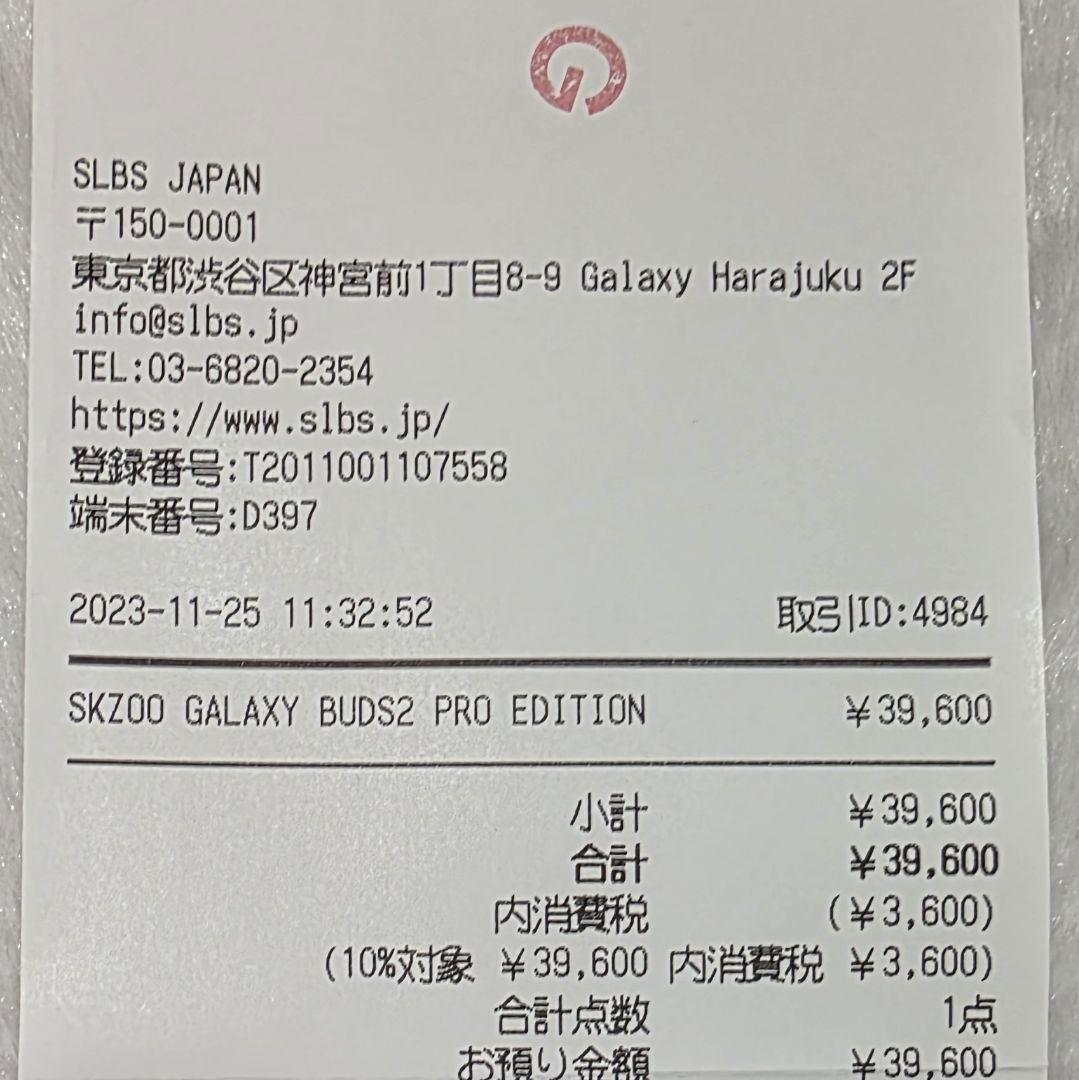 SLBS JAPAN
〒150-0001
東京都渋谷区神宮前1丁目8-9 Galaxy Harajuku 2F
info@slbs.jp
TEL:03-6820-2354
https://www.slbs.jp/
登録番号:T2011001107558
端末番号:D397
2023-11-25 11:32:52 取引ID:4984
SKZOO GALAXY BUDS2 PRO EDITION ¥39,600
小計 ¥39,600
合計 ¥39,600
内消費税 (¥3,600)
(10%対象 ¥39,600 内消費税 ¥3,600)
合計点数 1点
お預り金額 ¥39,600